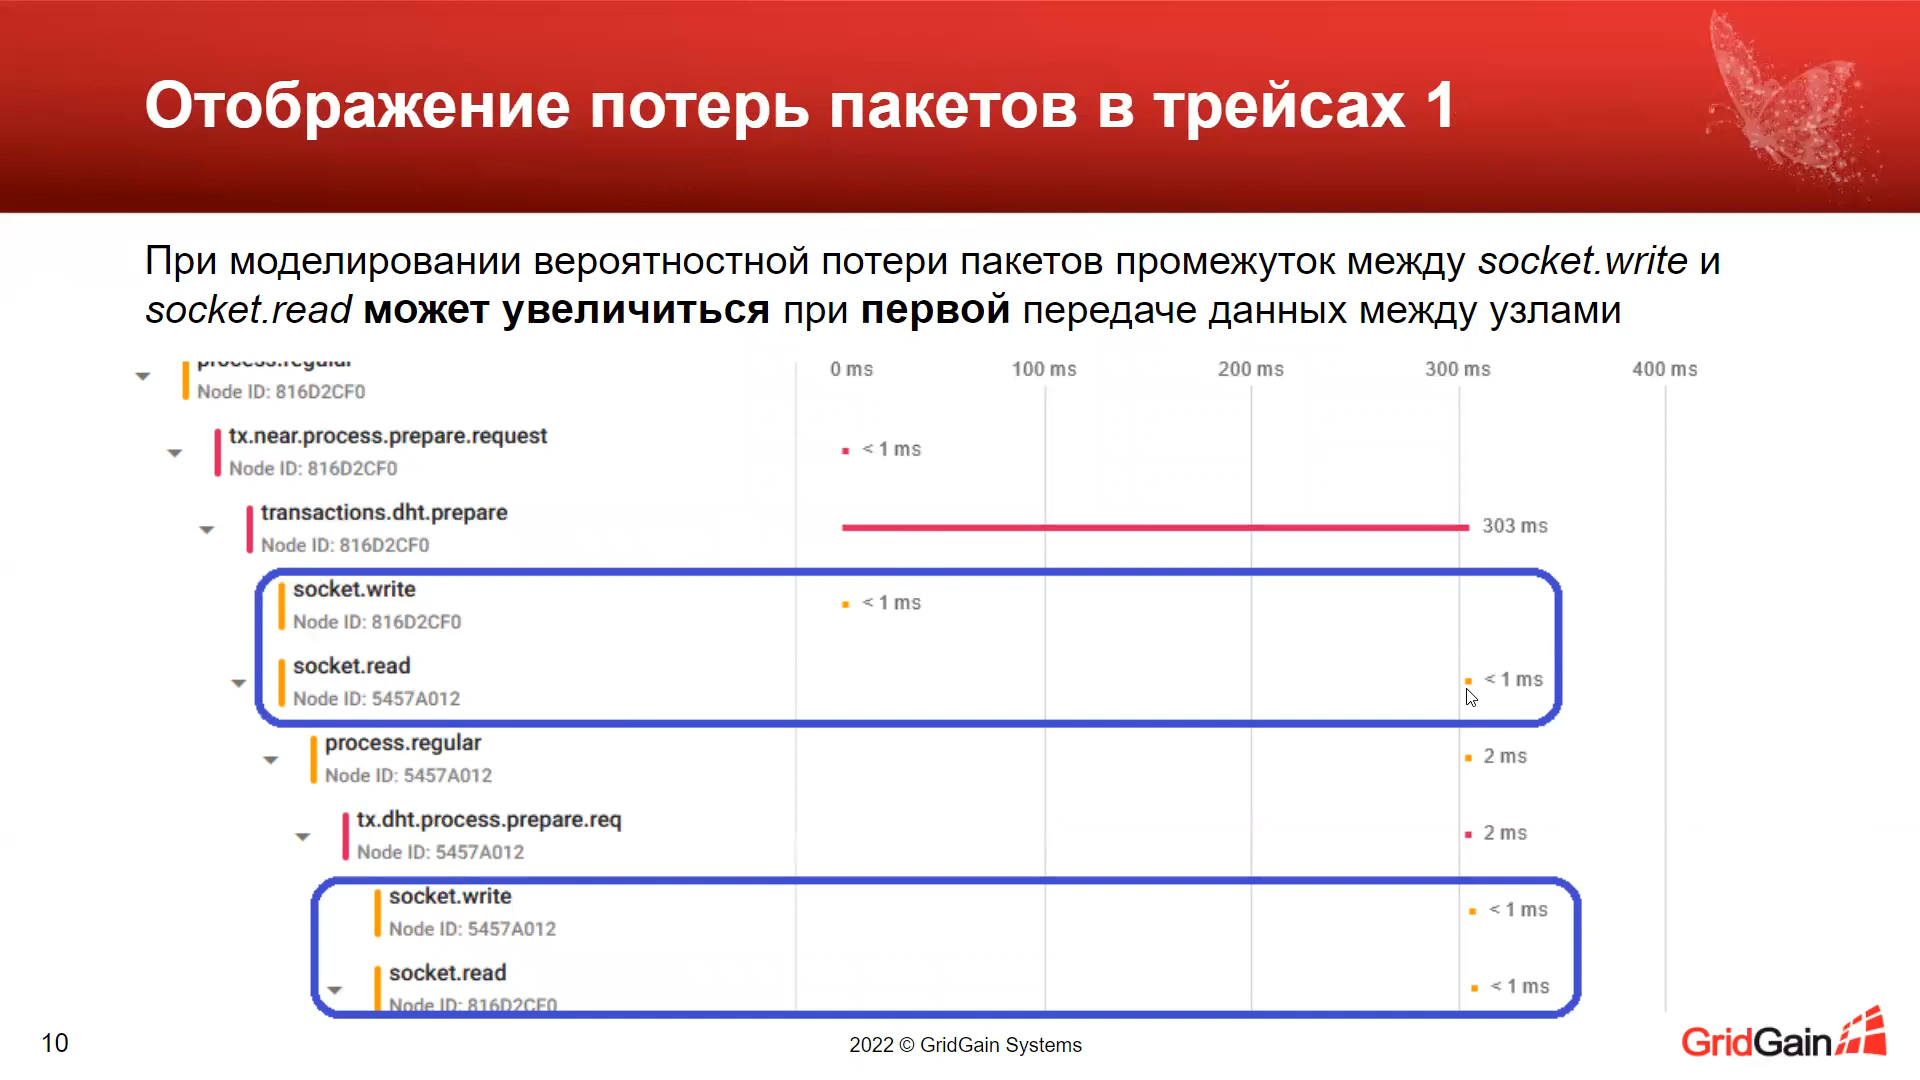 Отображение потерь пакетов в трейсах 1
При моделировании вероятностной потери пакетов промежуток между socket.write и
socket.read может увеличиться при первой передаче данных между узлами
0 ms 100 ms 200 ms 300 ms 400 ms
process.regular
Node ID: 816D2CF0
tx.near.process.prepare.request
< 1 ms
Node ID: 816D2CF0
transactions.dht.prepare
303 ms
Node ID: 816D2CF0
socket.write
< 1 ms
Node ID: 816D2CF0
socket.read
< 1 ms
Node ID: 5457A012
process.regular
2 ms
Node ID: 5457A012
tx.dht.process.prepare.req
2 ms
Node ID: 5457A012
socket.write
< 1 ms
Node ID: 5457A012
socket.read
< 1 ms
Node ID: 816D2CF0
10
2022 © GridGain Systems
GridGain